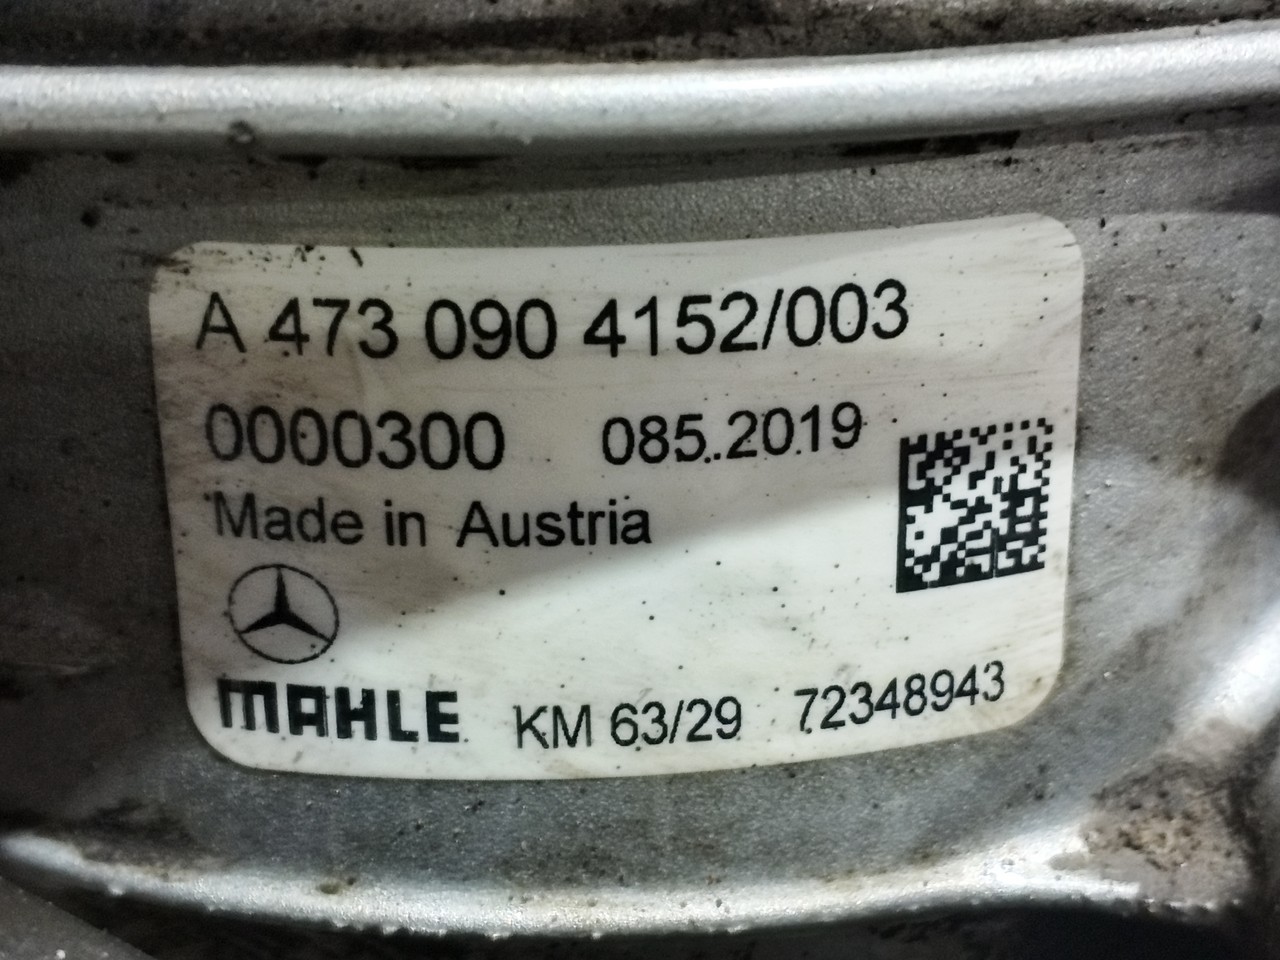 A 473 090 4152/003
0000300 085.2019
Made in Austria
MAHLE KM 63/29 72348943